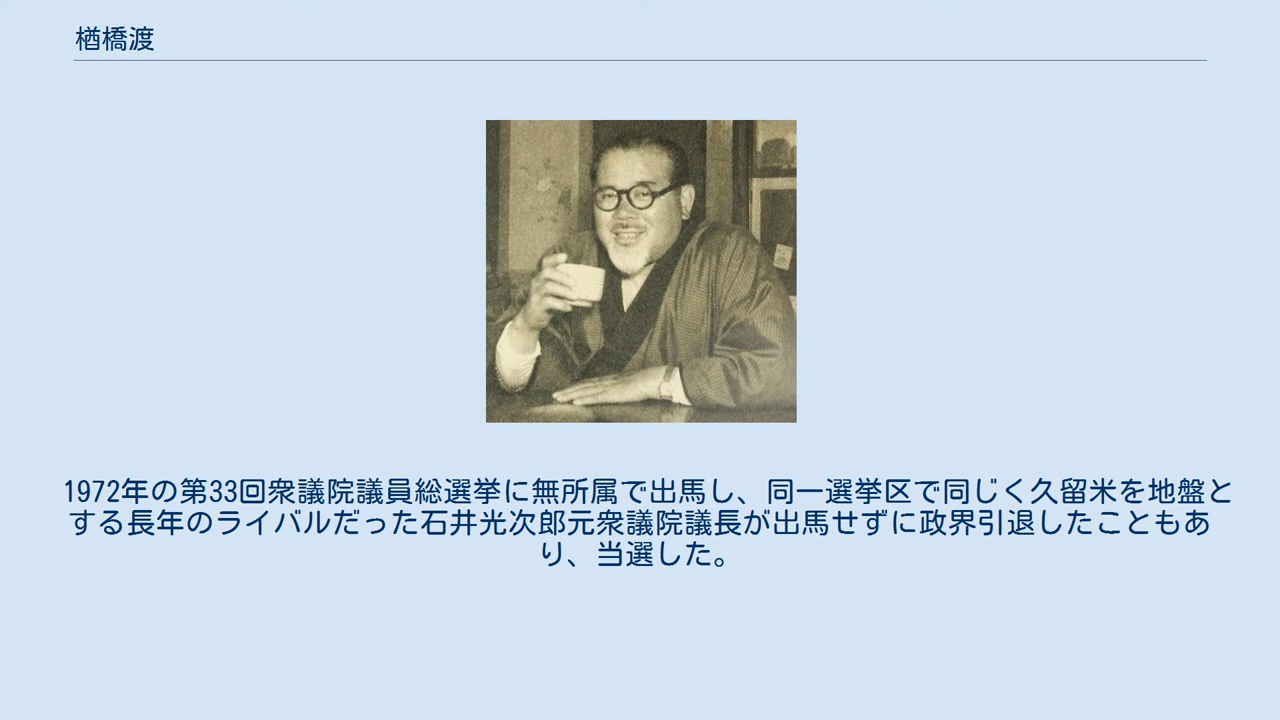 楢橋渡
1972年の第33回衆議院議員総選挙に無所属で出馬し、同一選挙区で同じく久留米を地盤と
する長年のライバルだった石井光次郎元衆議院議長が出馬せずに政界引退したこともあ
り、当選した。